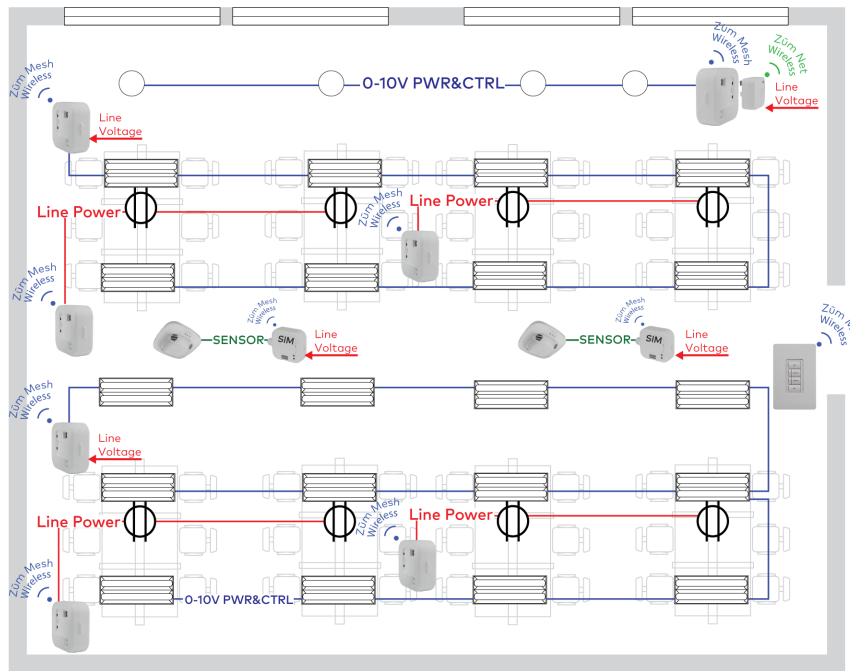 Zūm Mesh
Wireless
Zūm Net
Wireless
Zūm Mesh
Wireless
0-10V PWR&CTRL
Line
Voltage
Line
Voltage
Line Power
Zūm Mesh
Wireless
Line Power
Zūm Mesh
Wireless
Zūm Mesh
Wireless
Zūm Mesh
Wireless
Zūm M
Wireless
SENSOR
SIM
Line
Voltage
SENSOR
SIM
Line
Voltage
Zūm Mesh
Wireless
Line
Voltage
Line Power
Zūm Mesh
Wireless
Line Power
Zūm Mesh
Wireless
0-10V PWR&CTRL